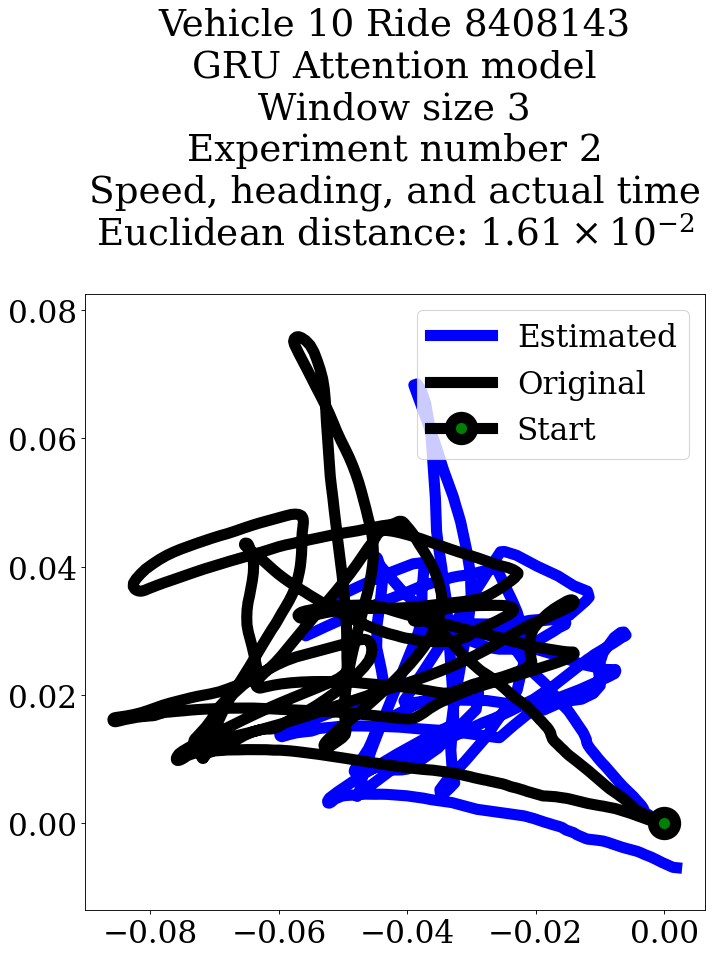 Vehicle 10 Ride 8408143
GRU Attention model
Window size 3
Experiment number 2
Speed, heading, and actual time
Euclidean distance: 1.61 × 10⁻²
Estimated
Original
Start
0.08
0.06
0.04
0.02
0.00
−0.08 −0.06 −0.04 −0.02 0.00